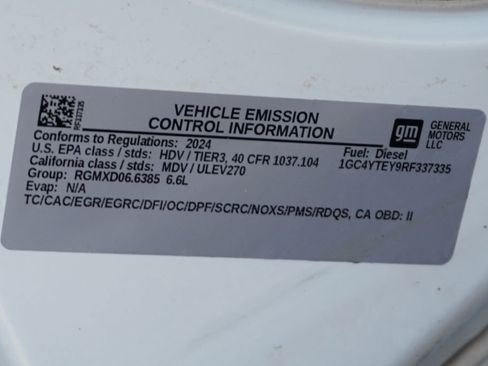 RF337335
VEHICLE EMISSION
CONTROL INFORMATION
gm
GENERAL
MOTORS
LLC
Conforms to Regulations: 2024
U.S. EPA class / stds: HDV / TIER3, 40 CFR 1037.104
California class / stds: MDV / ULEV270
Group: RGMXD06.6385 6.6L
Evap: N/A
Fuel: Diesel
1GC4YTEY9RF337335
TC/CAC/EGR/EGRC/DFI/OC/DPF/SCRC/NOXS/PMS/RDQS, CA OBD: II